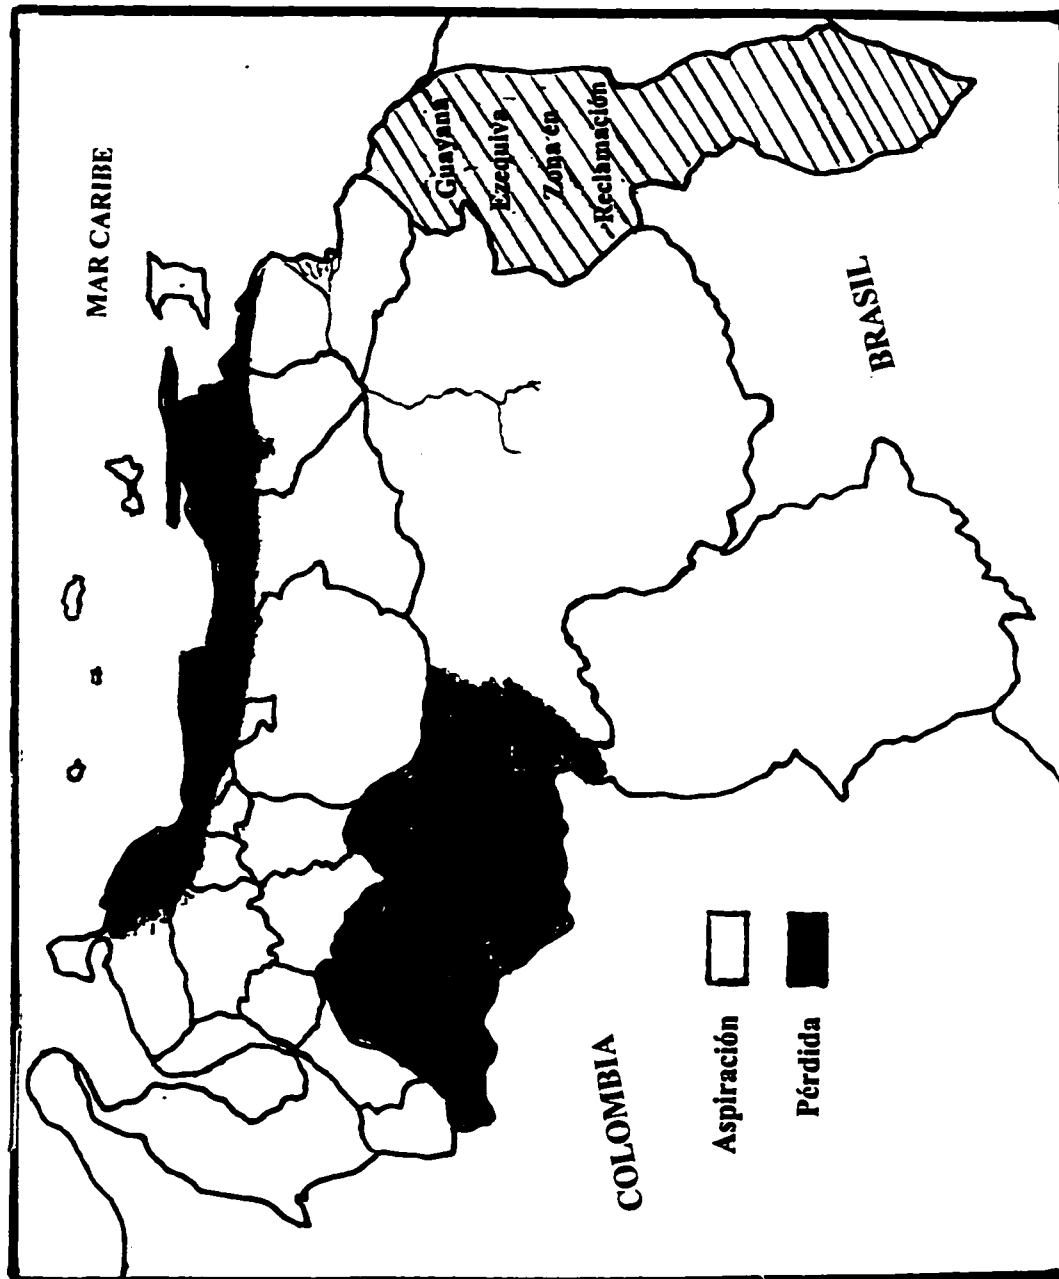 MAR CARIBE
Guayana
Ezequiva
Zona en
Reclamación
BRASIL
COLOMBIA
Aspiración
Pérdida